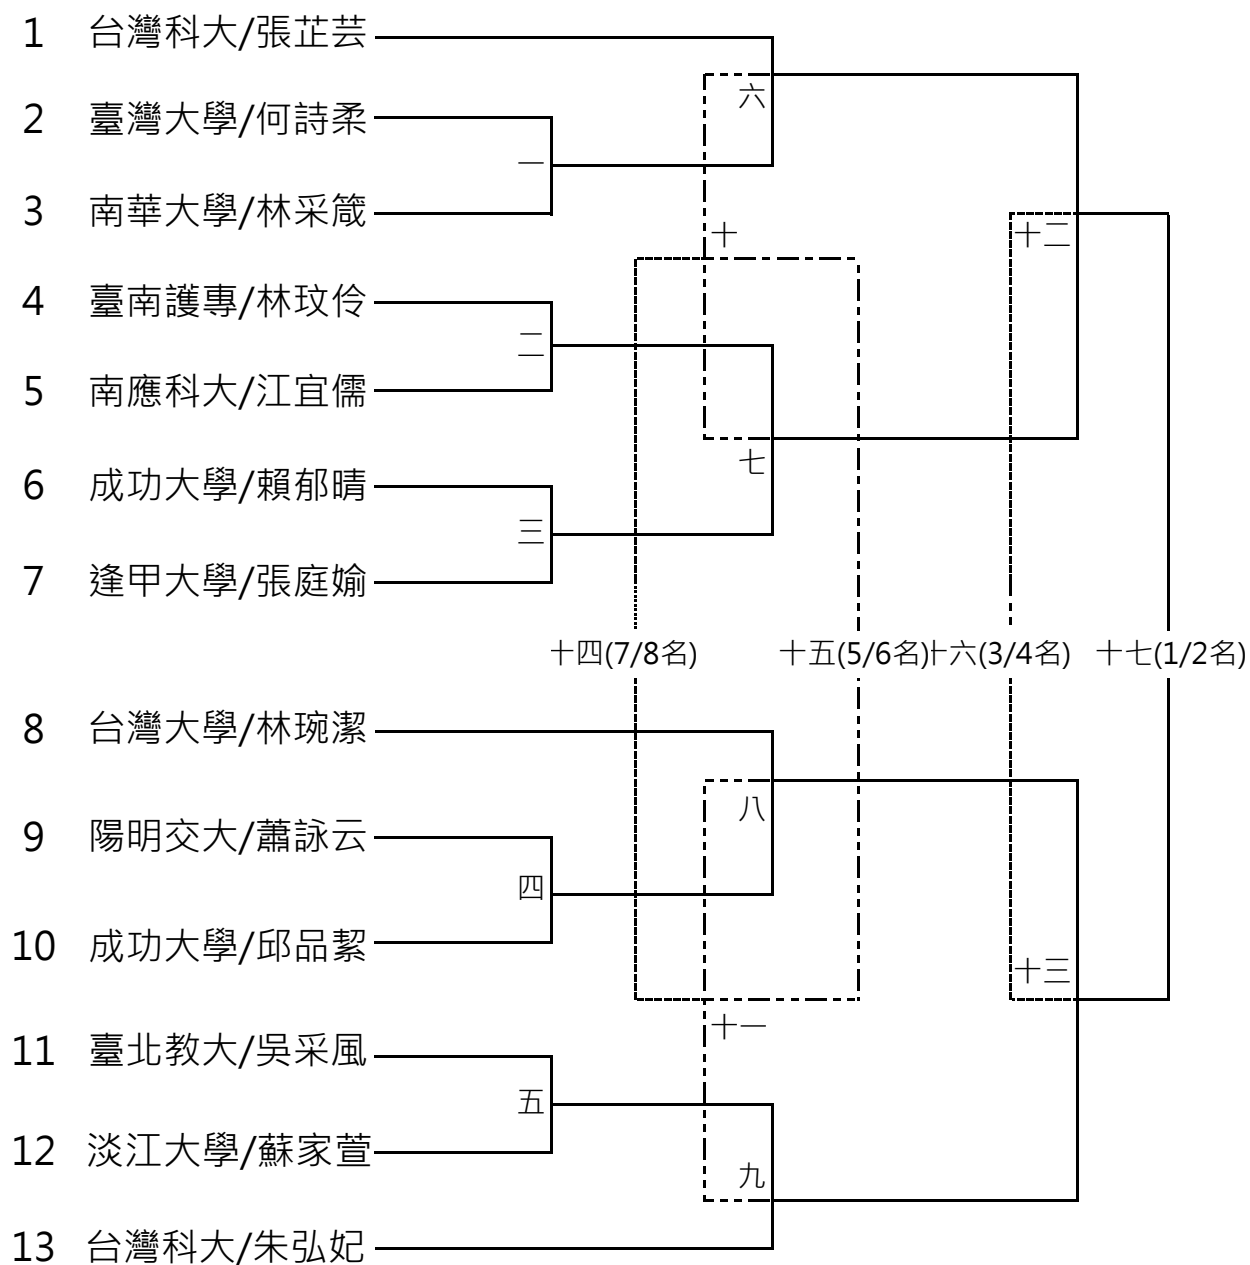 1 台灣科大/張芷芸
六
2 臺灣大學/何詩柔
一
3 南華大學/林采箴
十 十二
4 臺南護專/林玟伶
二
5 南應科大/江宜儒
七
6 成功大學/賴郁晴
三
7 逢甲大學/張庭媮
十四(7/8名) 十五(5/6名) 十六(3/4名) 十七(1/2名)
8 台灣大學/林琬潔
八
9 陽明交大/蕭詠云
四
10 成功大學/邱品絜
十三
十一
11 臺北教大/吳采風
五
12 淡江大學/蘇家萱
九
13 台灣科大/朱弘妃